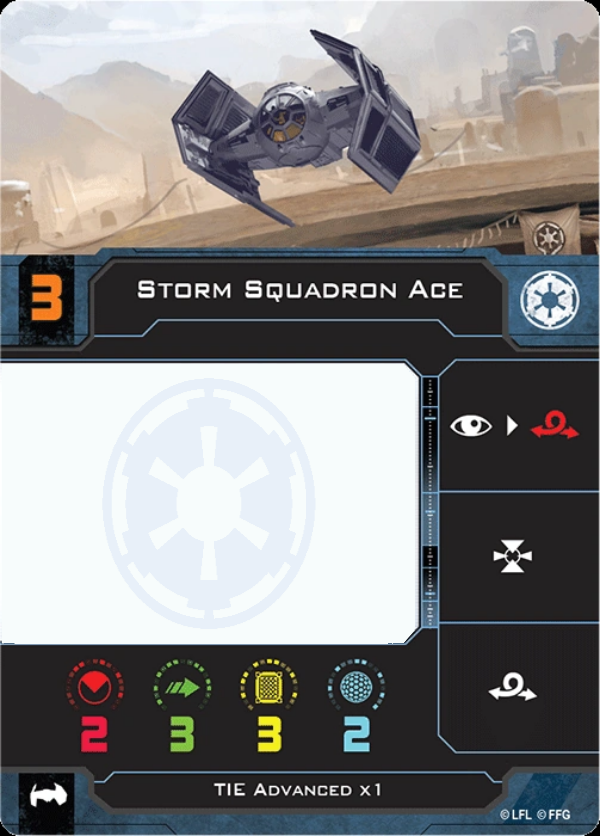 3
STORM SQUADRON ACE
2 3 3 2
TIE ADVANCED X1
© LFL © FFG